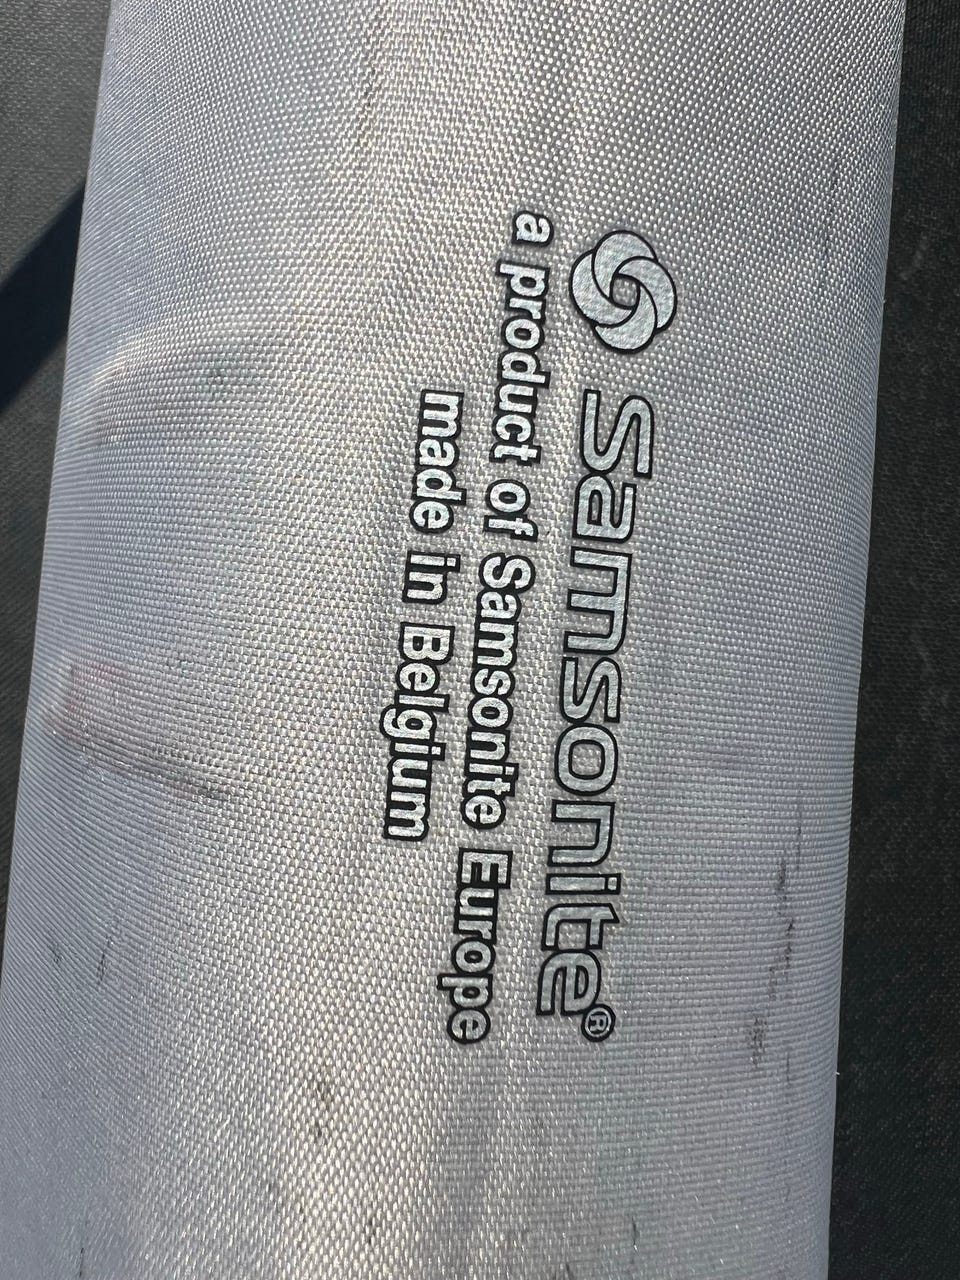 Samsonite®
a product of Samsonite Europe
made in Belgium